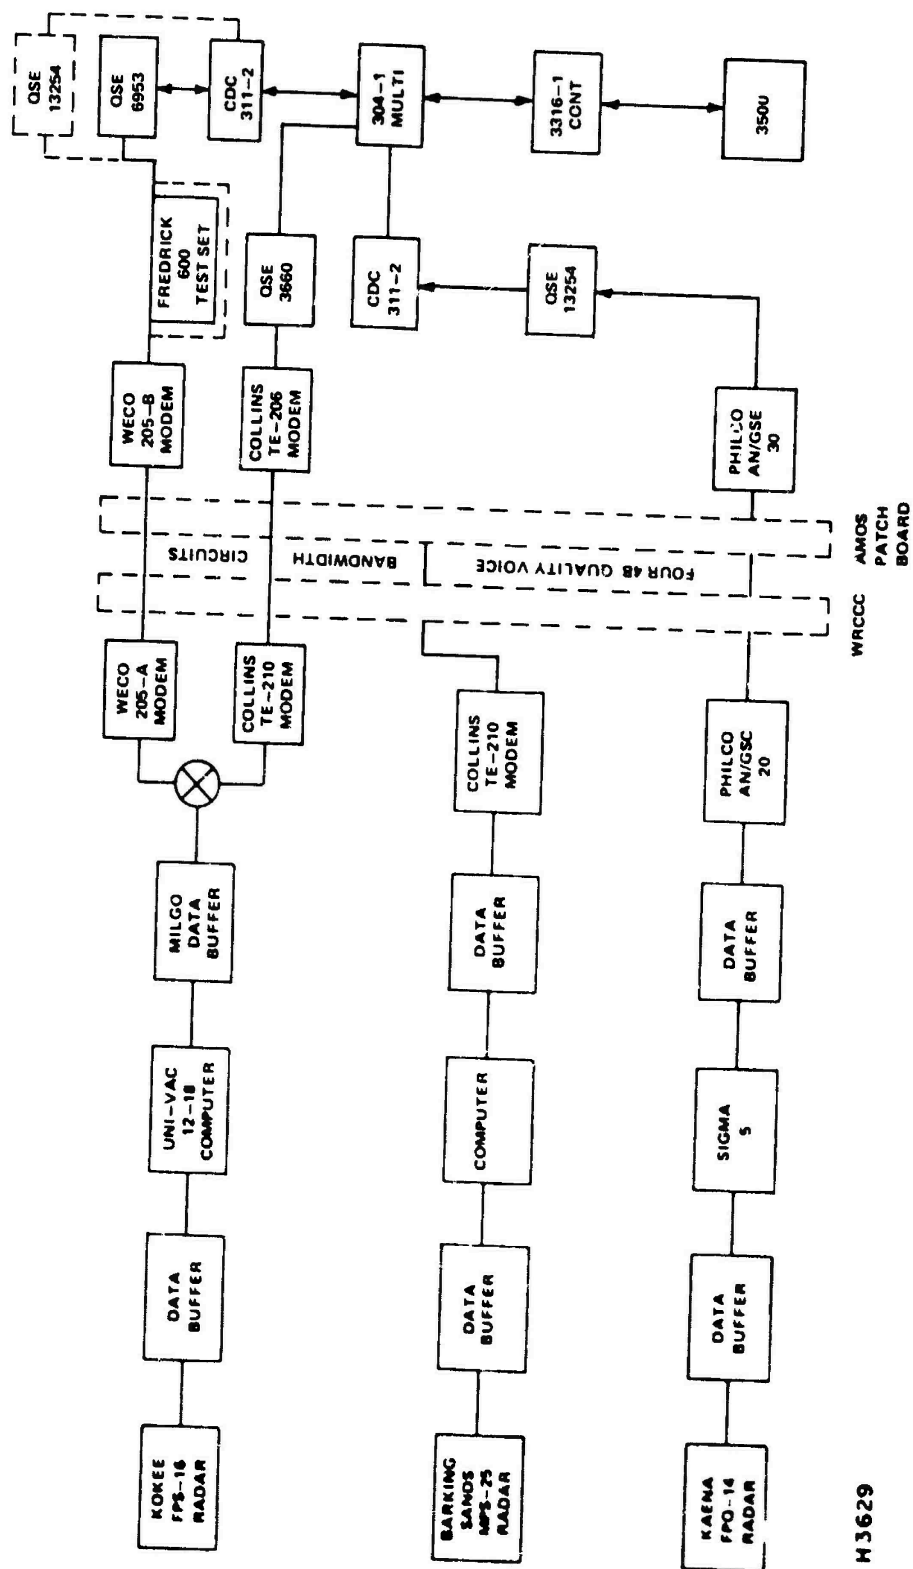 KOKEE
FPS-16
RADAR
DATA
BUFFER
UNI-VAC
12-18
COMPUTER
MILGO
DATA
BUFFER
WECO
205-A
MODEM
COLLINS
TE-210
MODEM
WECO
205-B
MODEM
COLLINS
TE-206
MODEM
FREDRICK
600
TEST SET
QSE
3660
QSE
13254
QSE
6953
CDC
311-2
304-1
MULTI
3316-1
CONT
3500
CDC
311-2
QSE
13254
BARKING
SANDS
MPS-25
RADAR
DATA
BUFFER
COMPUTER
DATA
BUFFER
COLLINS
TE-210
MODEM
CIRCUITS
BANDWIDTH
FOUR 4B QUALITY VOICE
KAENA
FPQ-14
RADAR
DATA
BUFFER
SIGMA
5
DATA
BUFFER
PHILCO
AN/GSC
20
PHILCO
AN/GSE
30
WRCCC
AMOS
PATCH
BOARD
H3629